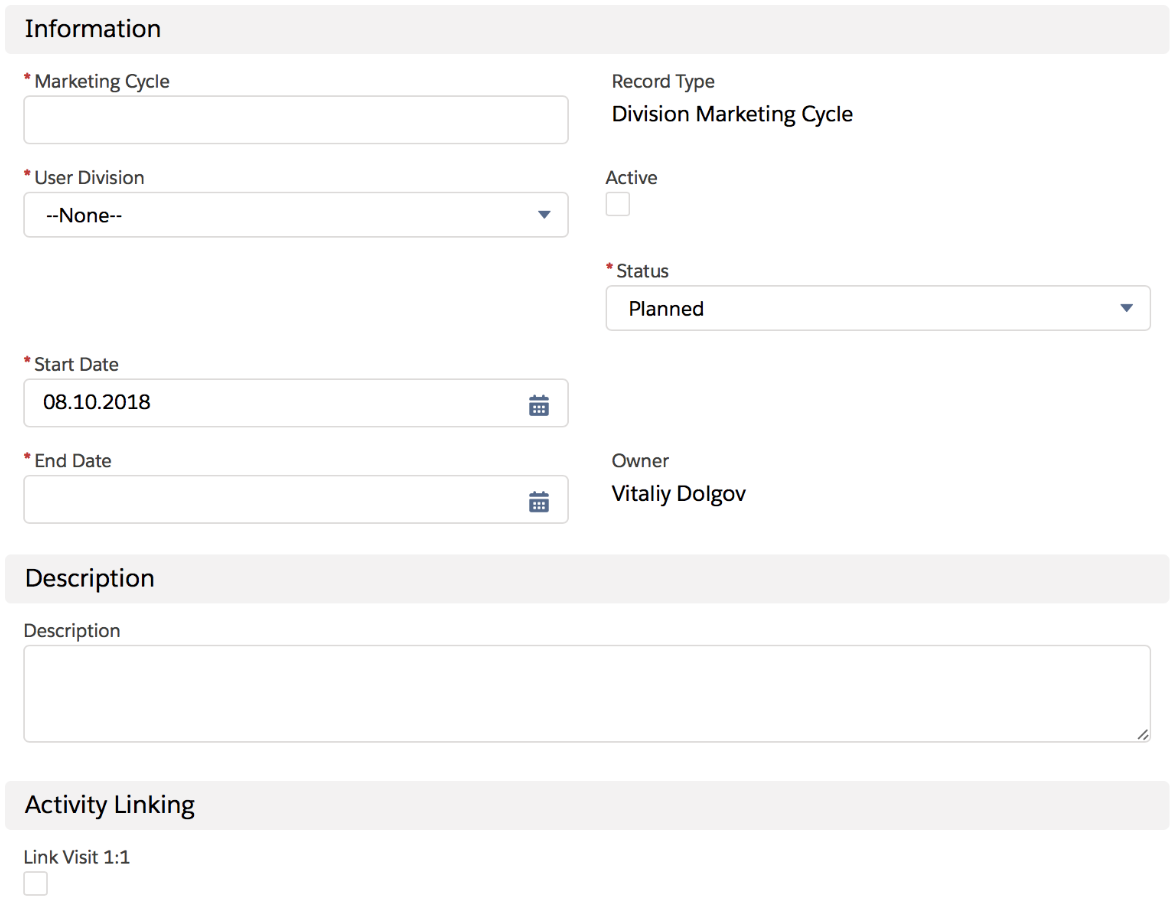 Information
* Marketing Cycle
Record Type
Division Marketing Cycle
* User Division
--None--
Active
* Status
Planned
* Start Date
08.10.2018
* End Date
Owner
Vitaliy Dolgov
Description
Description
Activity Linking
Link Visit 1:1